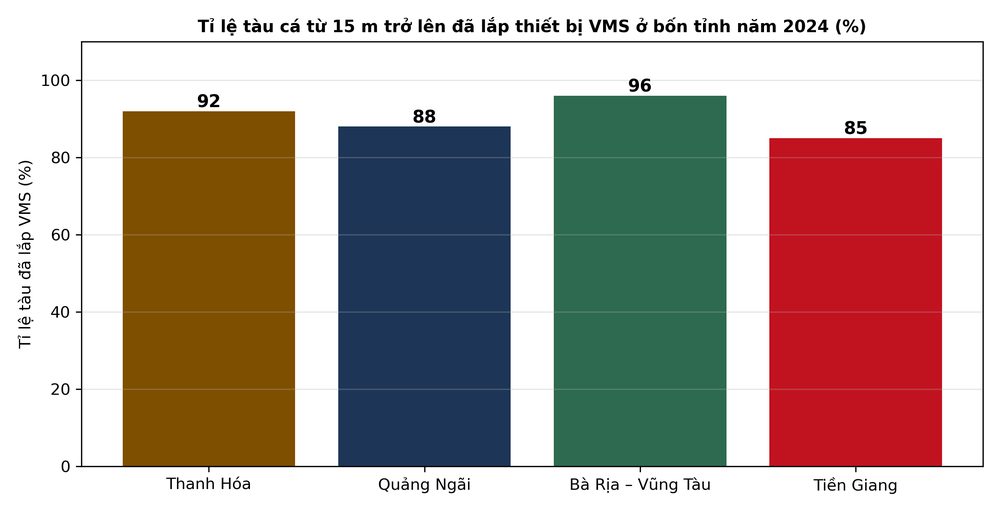 Tỉ lệ tàu cá từ 15 m trở lên đã lắp thiết bị VMS ở bốn tỉnh năm 2024 (%)
Tỉ lệ tàu đã lắp VMS (%)
100
80
60
40
20
0
92
88
96
85
Thanh Hóa
Quảng Ngãi
Bà Rịa – Vũng Tàu
Tiền Giang